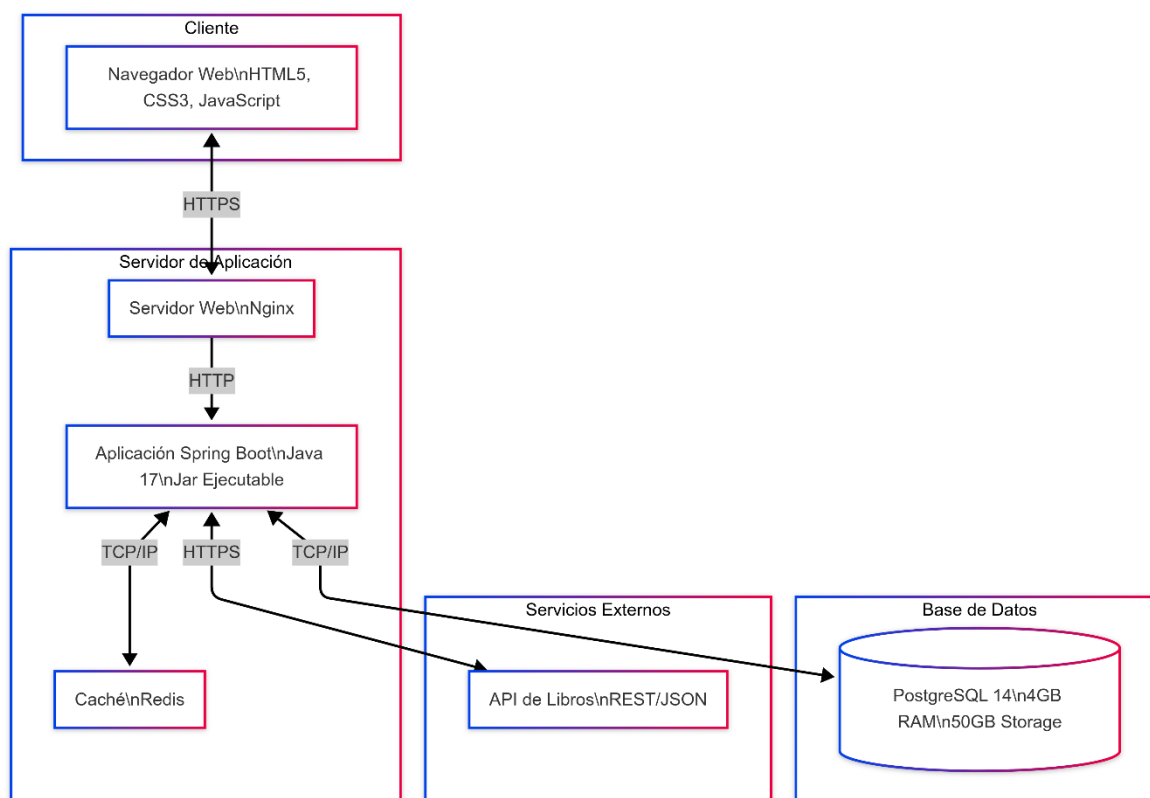 Cliente
Navegador Web\nHTML5,
CSS3, JavaScript
HTTPS
Servidor de Aplicación
Servidor Web\nNginx
HTTP
Aplicación Spring Boot\nJava
17\nJar Ejecutable
TCP/IP
HTTPS
TCP/IP
Servicios Externos
Base de Datos
Caché\nRedis
API de Libros\nREST/JSON
PostgreSQL 14\n4GB
RAM\n50GB Storage